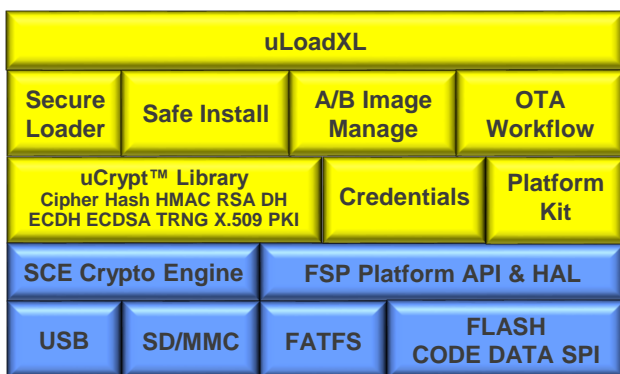 uLoadXL
Secure
Loader
Safe Install
A/B Image
Manage
OTA
Workflow
uCrypt™ Library
Cipher Hash HMAC RSA DH
ECDH ECDSA TRNG X.509 PKI
Credentials
Platform
Kit
SCE Crypto Engine
FSP Platform API & HAL
USB
SD/MMC
FATFS
FLASH
CODE DATA SPI